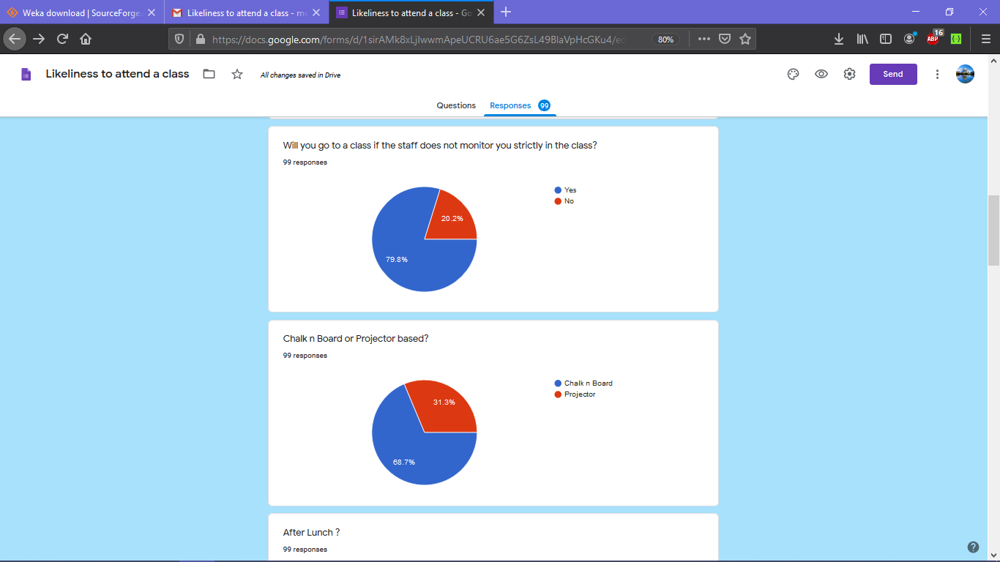 Weka download | SourceForge.
Likeliness to attend a class - mo
Likeliness to attend a class - Go
https://docs.google.com/forms/d/1sirAMk8xLjIwwmApeUCRU6ae5G6ZsL49BlaVpHcGKu4/ec
80%
16
ABP
Likeliness to attend a class
All changes saved in Drive
Send
Questions
Responses 99
Will you go to a class if the staff does not monitor you strictly in the class?
99 responses
Yes
No
20.2%
79.8%
Chalk n Board or Projector based?
99 responses
Chalk n Board
Projector
31.3%
68.7%
After Lunch ?
99 responses